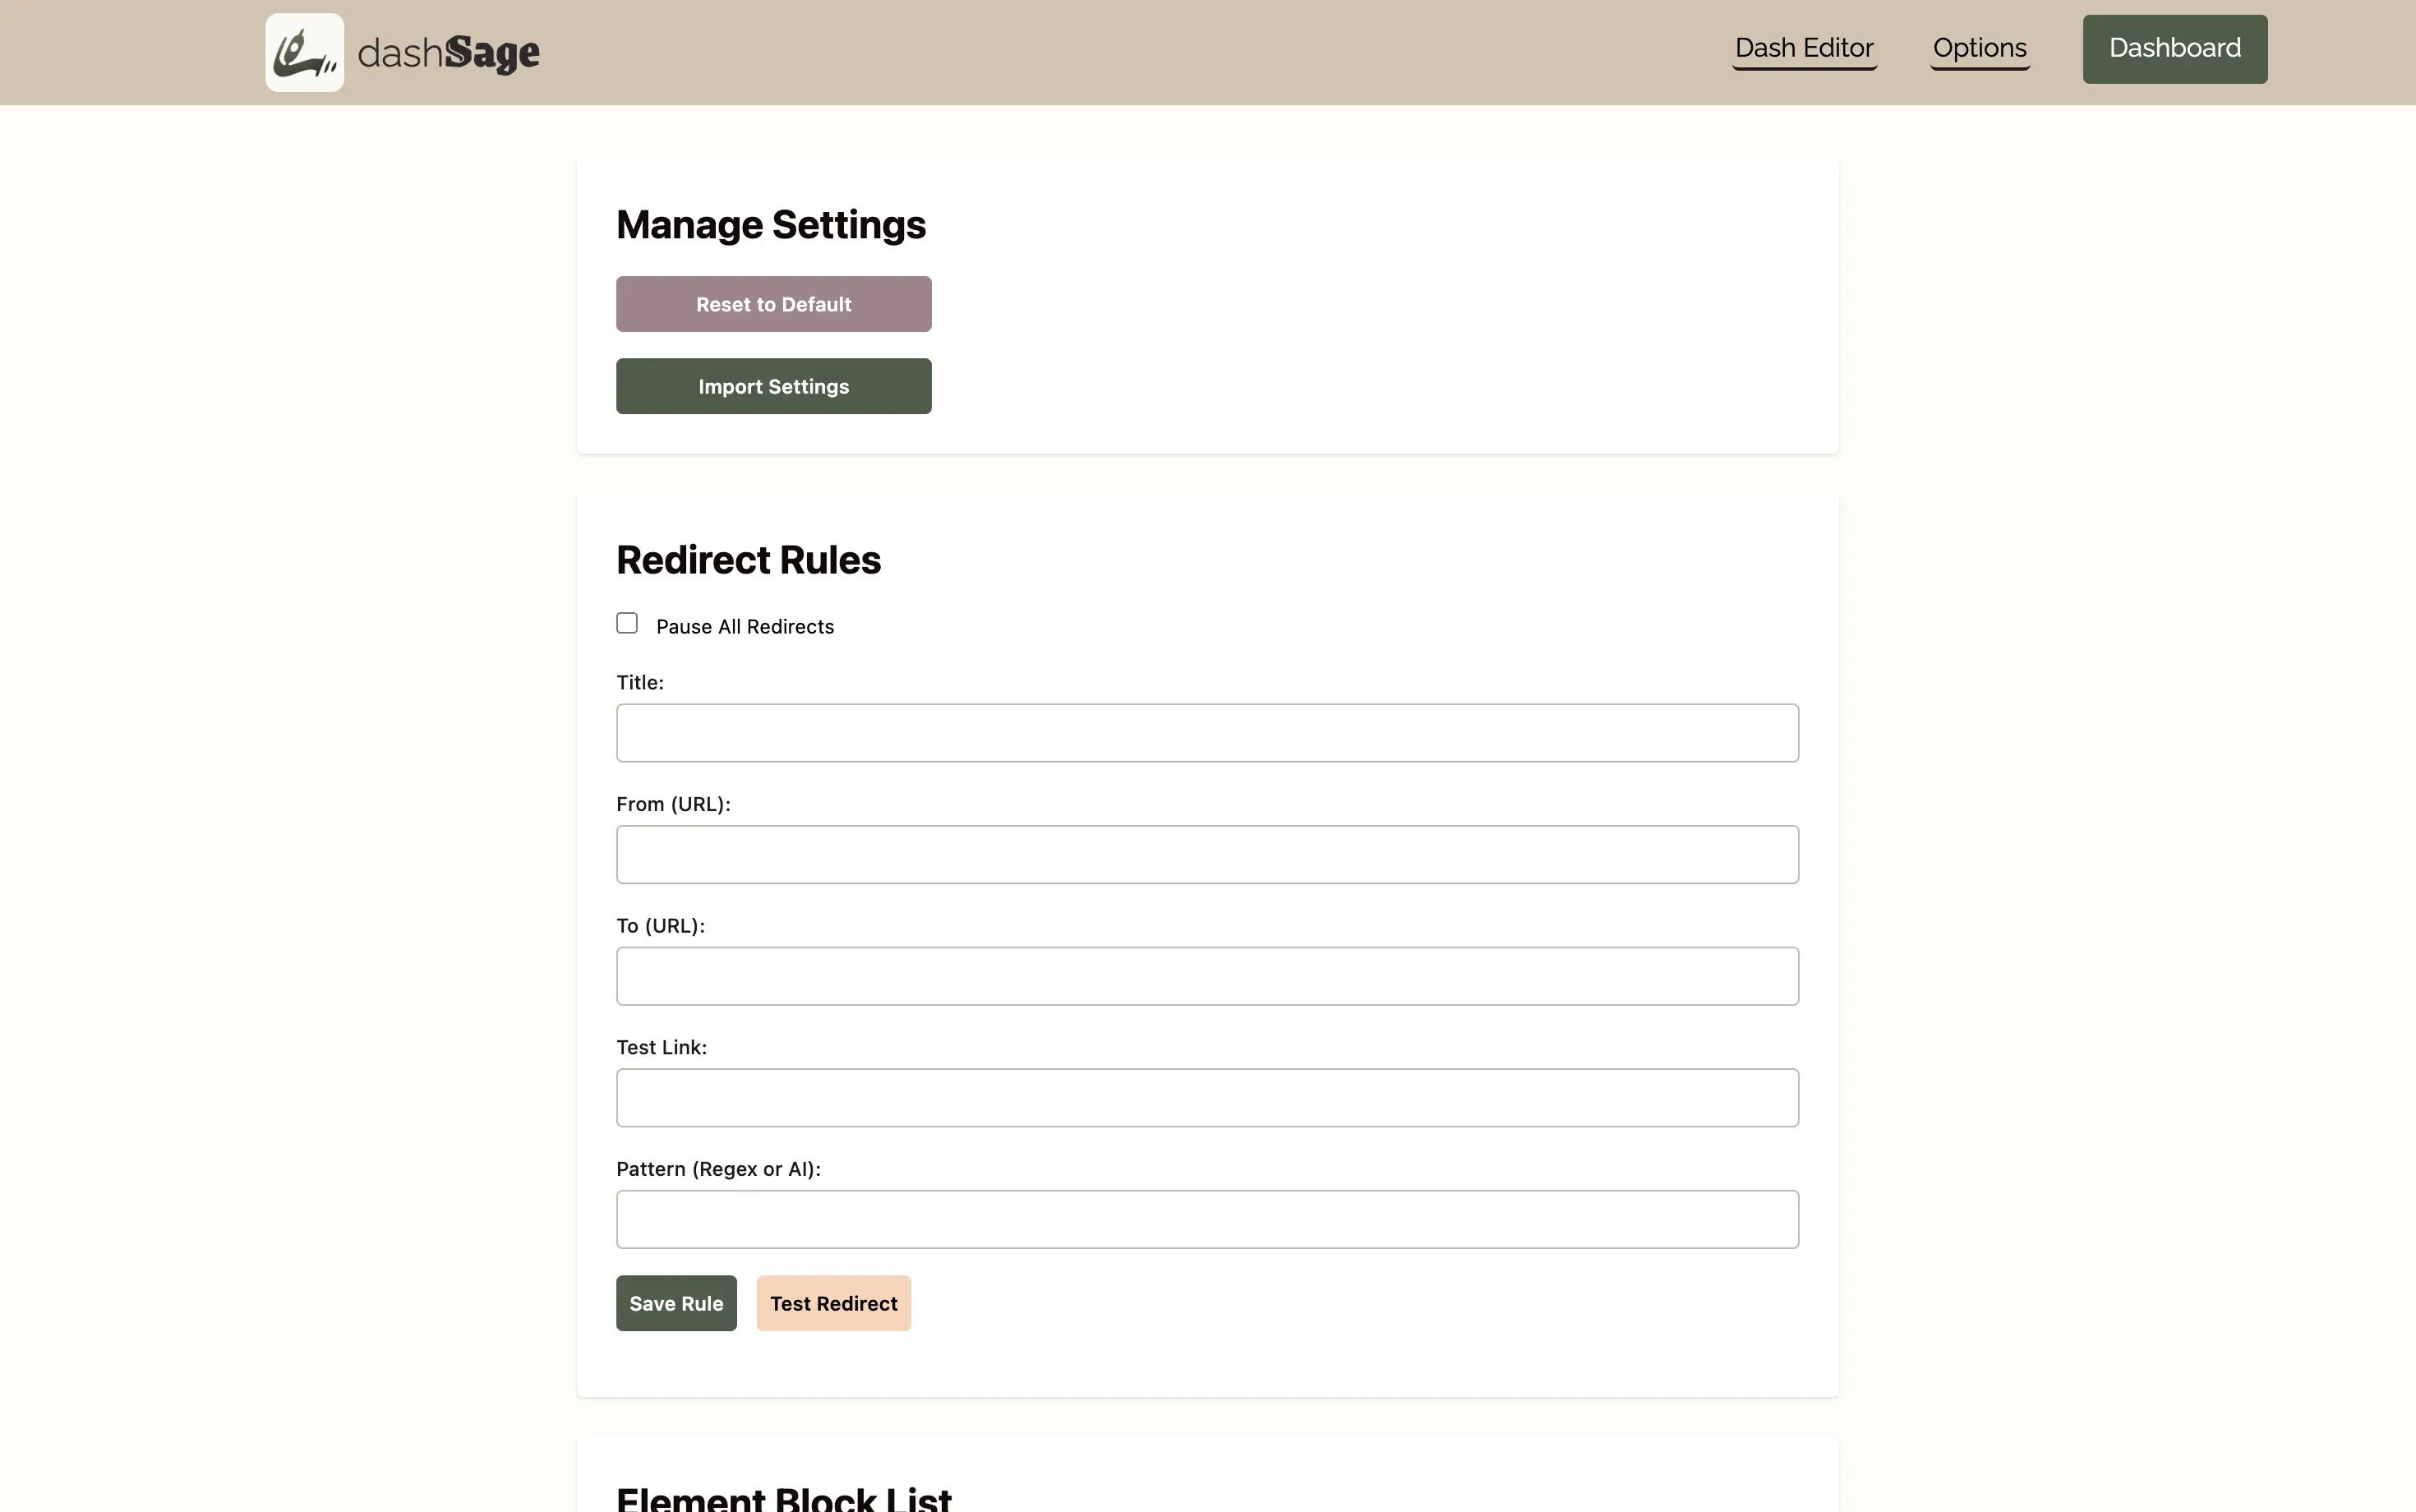 dashSage
Dash Editor
Options
Dashboard
Manage Settings
Reset to Default
Import Settings
Redirect Rules
Pause All Redirects
Title:
From (URL):
To (URL):
Test Link:
Pattern (Regex or AI):
Save Rule
Test Redirect
Element Block List